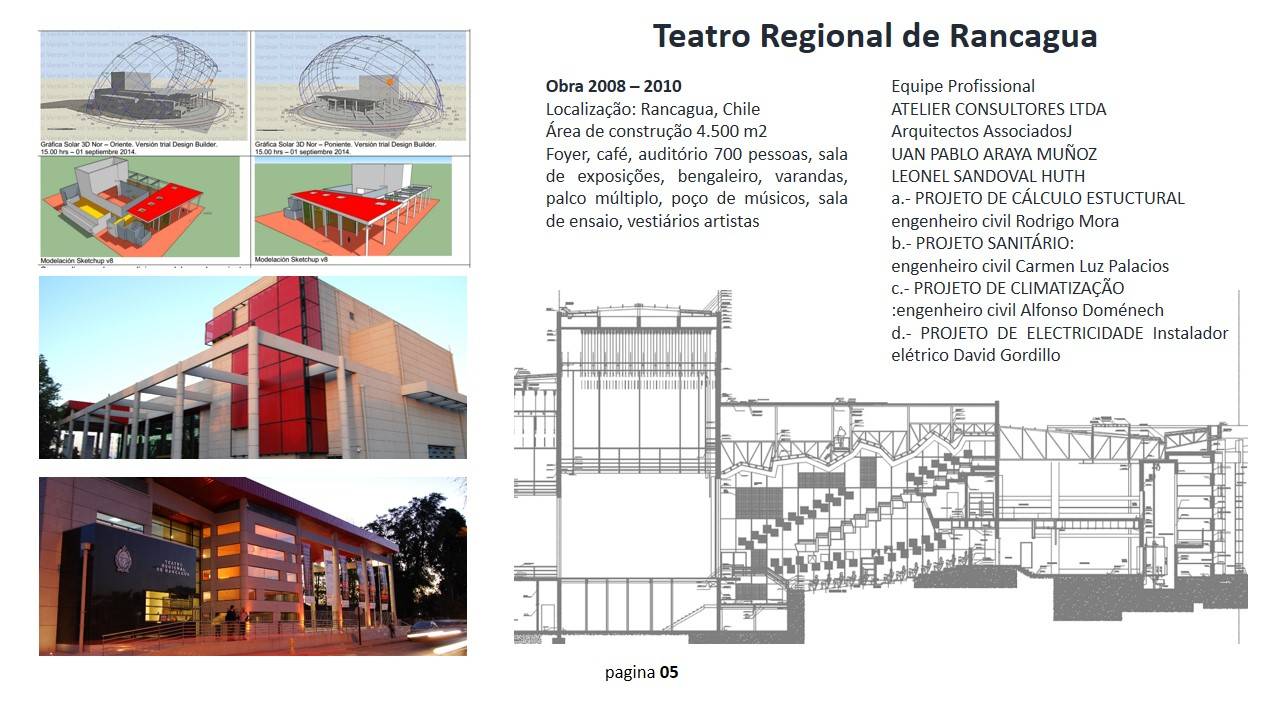 Teatro Regional de Rancagua
Gráfica Solar 3D Nor – Oriente. Versión trial Design Builder.
15.00 hrs – 01 septiembre 2014.
Gráfica Solar 3D Nor – Poniente. Versión trial Design Builder.
15.00 hrs – 01 septiembre 2014.
Modelación Sketchup v8
Modelación Sketchup v8
TEATRO
REGIONAL
DE RANCAGUA
Obra 2008 – 2010
Localização: Rancagua, Chile
Área de construção 4.500 m2
Foyer, café, auditório 700 pessoas, sala
de exposições, bengaleiro, varandas,
palco múltiplo, poço de músicos, sala
de ensaio, vestiários artistas
Equipe Profissional
ATELIER CONSULTORES LTDA
Arquitectos AssociadosJ
UAN PABLO ARAYA MUÑOZ
LEONEL SANDOVAL HUTH
a.- PROJETO DE CÁLCULO ESTUCTURAL
engenheiro civil Rodrigo Mora
b.- PROJETO SANITÁRIO:
engenheiro civil Carmen Luz Palacios
c.- PROJETO DE CLIMATIZAÇÃO
:engenheiro civil Alfonso Doménech
d.- PROJETO DE ELECTRICIDADE Instalador
elétrico David Gordillo
pagina 05